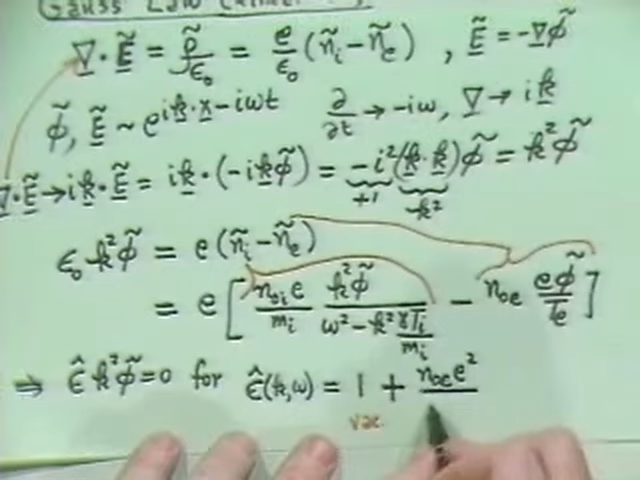 Gauss Law
∇·Ẽ = ρ̃/ε₀ = e/ε₀ (ñᵢ-ñₑ) , Ẽ = -∇φ̃
φ̃, Ẽ ~ e^{ik·x-iωt} ∂/∂t → -iω, ∇ → ik
∇·Ẽ → ik·Ẽ = ik·(-ikφ̃) = -i²(k·k)φ̃ = k²φ̃
+1 k²
ε₀k²φ̃ = e(ñᵢ-ñₑ)
= e[n₀ᵢe/mᵢ k²φ̃/(ω²-k²γTᵢ/mᵢ) - n₀ₑ eφ̃/Tₑ]
⇒ ε̂k²φ̃=0 for ε̂(k,ω) = 1 + n₀ₑe²
vac.